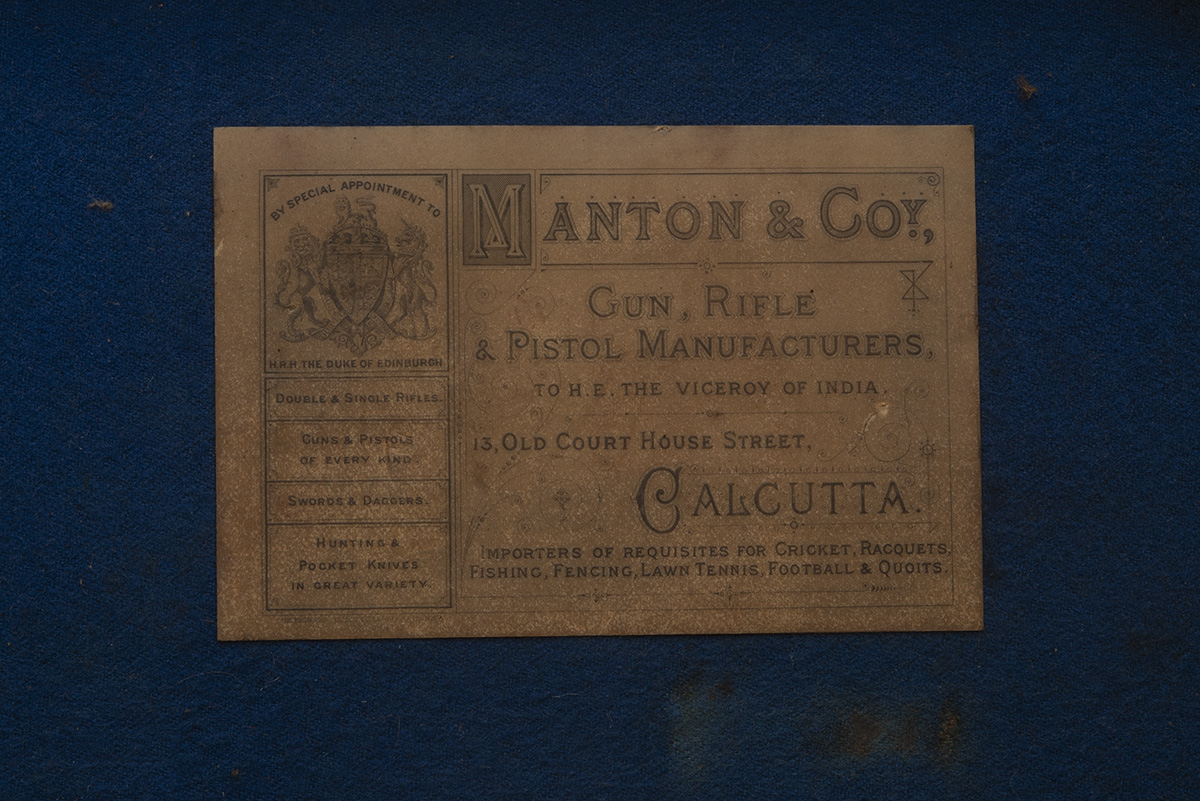 BY SPECIAL APPOINTMENT TO
H.R.H. THE DUKE OF EDINBURGH
DOUBLE & SINGLE RIFLES.
GUNS & PISTOLS
OF EVERY KIND.
SWORDS & DAGGERS.
HUNTING &
POCKET KNIVES
IN GREAT VARIETY.
MANTON & COY.,
GUN, RIFLE
& PISTOL MANUFACTURERS,
TO H.E. THE VICEROY OF INDIA.
13, OLD COURT HOUSE STREET,
CALCUTTA.
IMPORTERS OF REQUISITES FOR CRICKET, RACQUETS,
FISHING, FENCING, LAWN TENNIS, FOOTBALL & QUOITS.